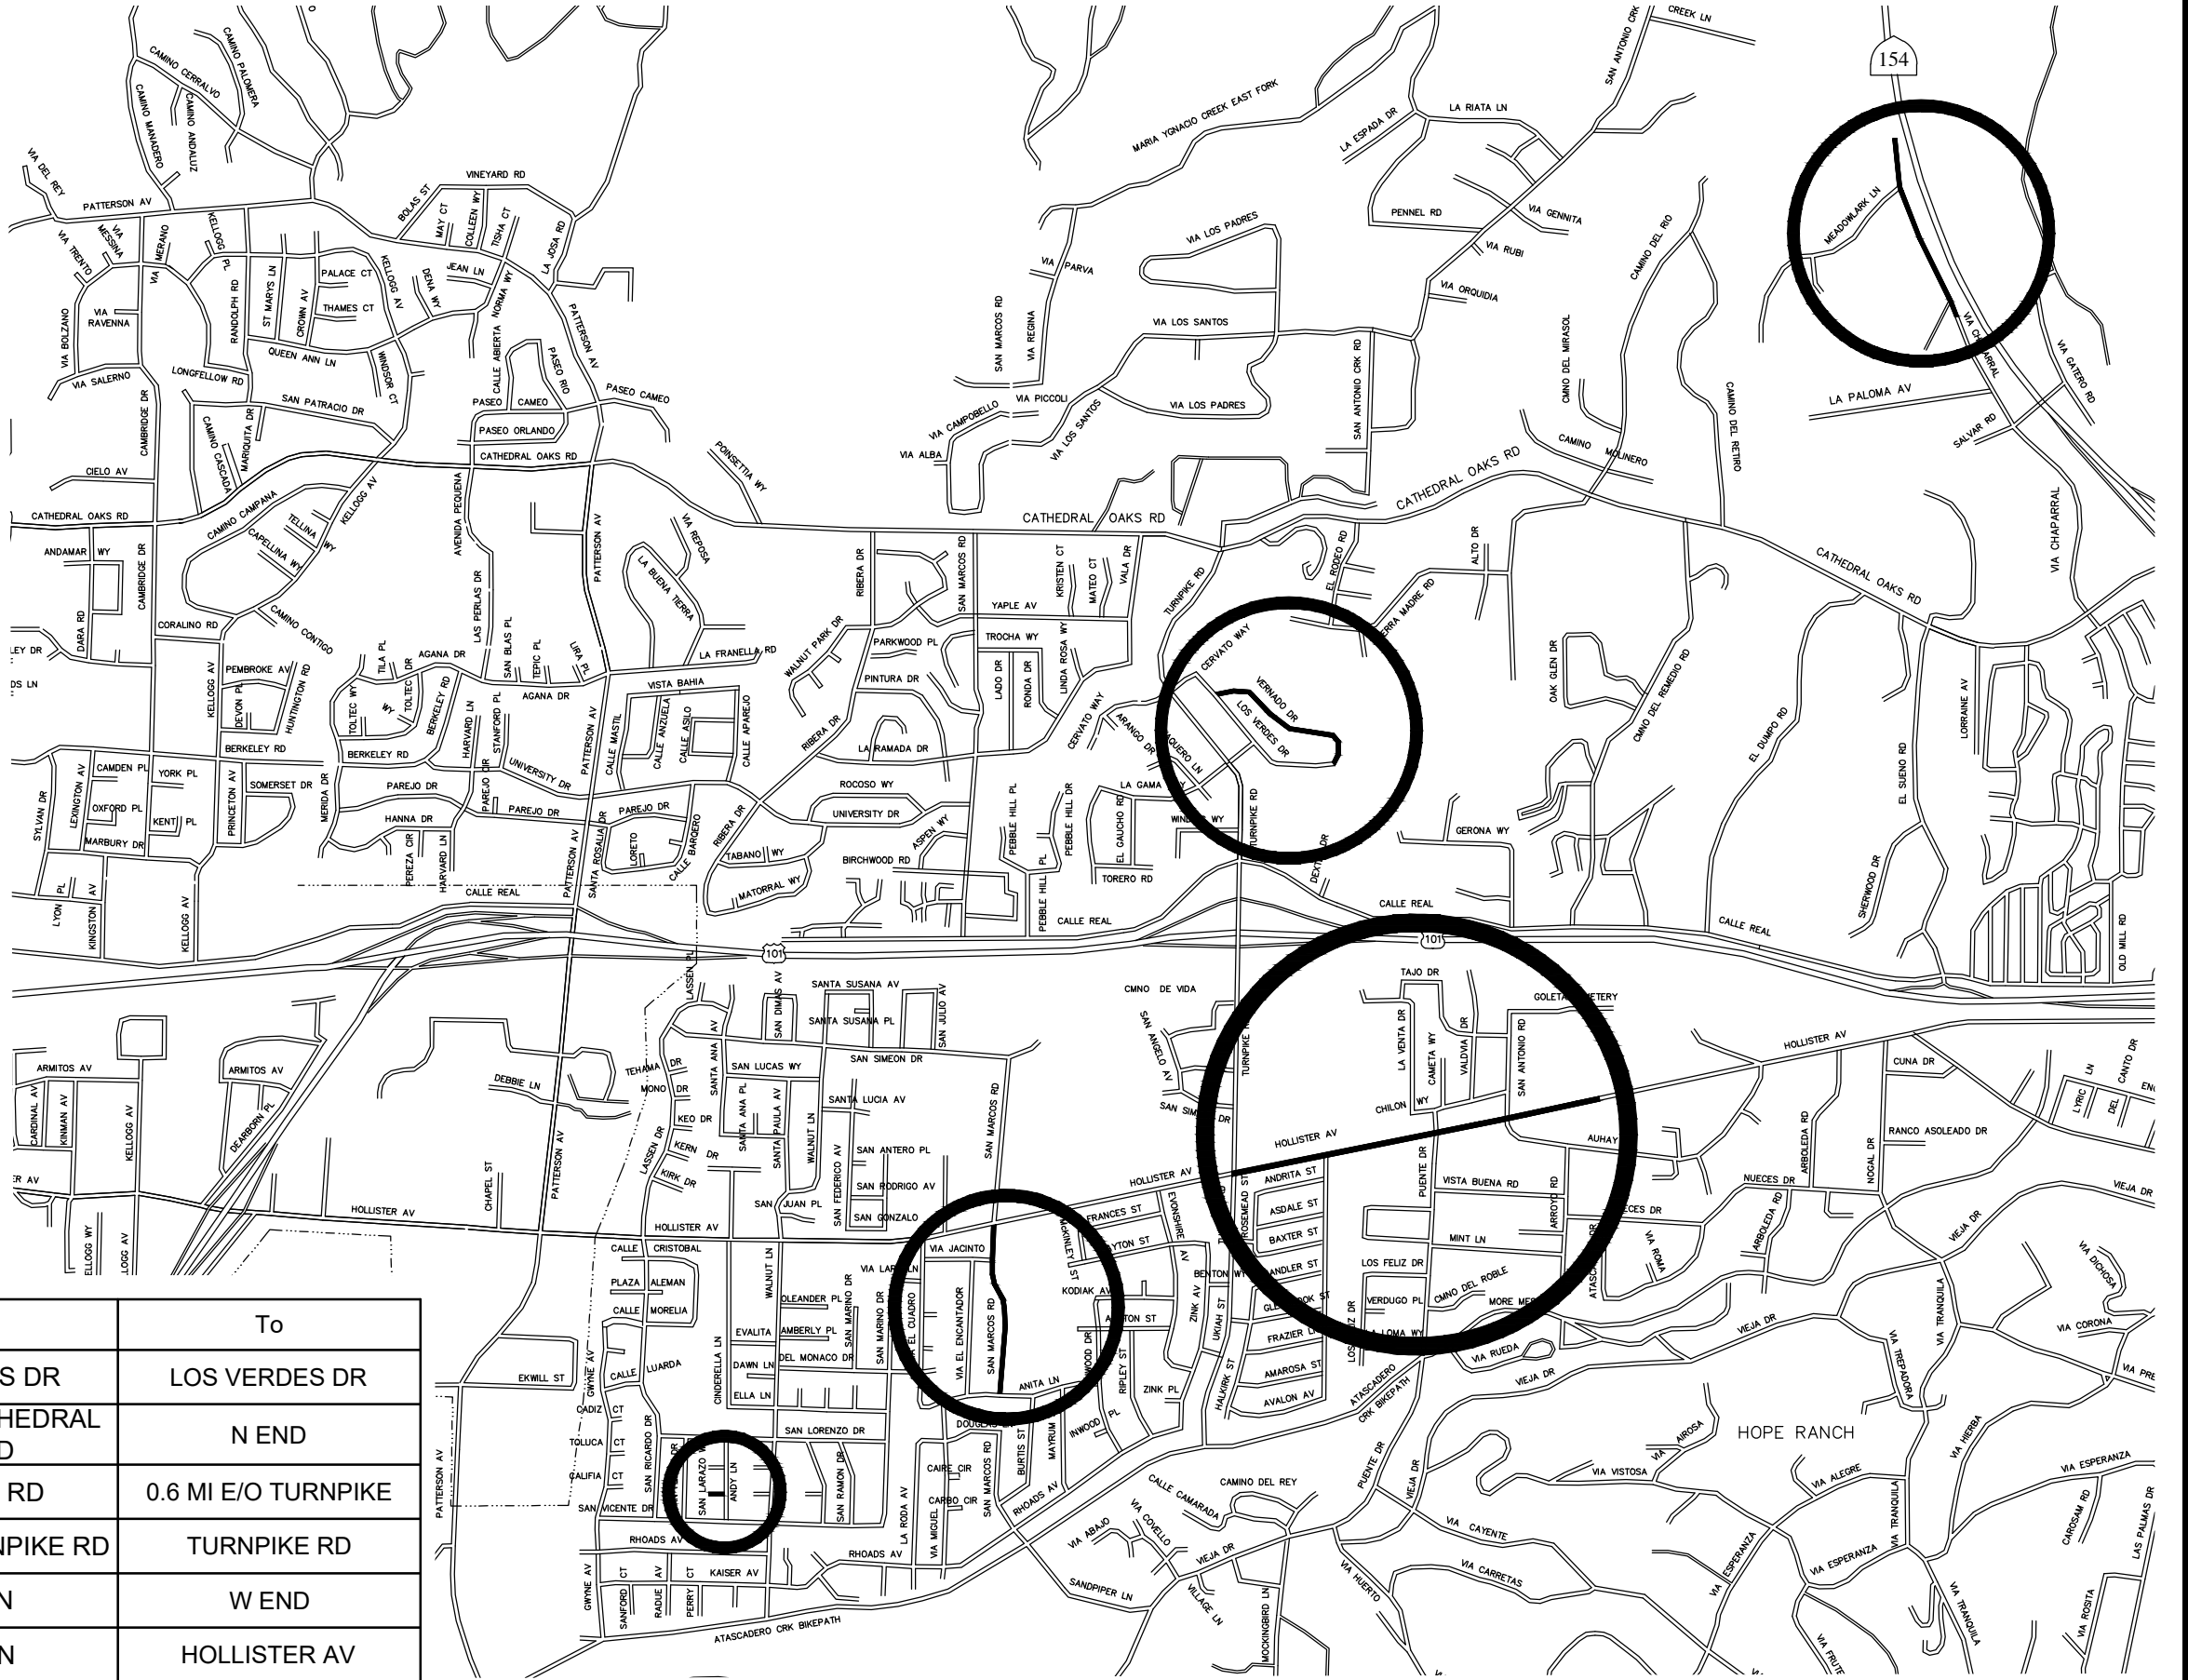 CREEK LN
SAN ANTONIO CRK
154
CAMINO PALOMERA
CAMINO CERRALVO
CAMINO MANADERO
CAMINO ANDALUZ
MARIA YGNACIO CREEK EAST FORK
LA ESPADA DR
LA RIATA LN
VIA DEL REY
PATTERSON AV
BOLAS ST
VINEYARD RD
MAY CT
COLLEEN WY
TISHA CT
LA JOSA RD
PENNEL RD
VIA GENNITA
VIA RUBI
MEADOWLARK LN
VIA TRENTO
VIA MESSINA
VIA MERANO
KELLOGG PL
RANDOLPH RD
ST MARYS LN
CROWN AV
PALACE CT
THAMES CT
KELLOGG AV
DENA WY
JEAN LN
NORMA WY
VIA LOS PADRES
VIA PARVA
VIA REGINA
SAN MARCOS RD
VIA LOS SANTOS
VIA ORQUIDIA
CAMINO DEL RIO
CMNO DEL MIRASOL
VIA BOLZANO
VIA RAVENNA
VIA SALERNO
LONGFELLOW RD
QUEEN ANN LN
WINDSOR CT
SAN PATRACIO DR
CALLE ABIERTA
PASEO RIO
PATTERSON AV
PASEO CAMEO
PASEO CAMEO
PASEO ORLANDO
CATHEDRAL OAKS RD
VIA PICCOLI
VIA CAMPOBELLO
VIA ALBA
VIA LOS SANTOS
VIA LOS PADRES
SAN ANTONIO CRK RD
CAMINO MOLINERO
CAMINO DEL RETIRO
LA PALOMA AV
VIA CHAPARRAL
VIA GATERO RD
SALVAR RD
CAMBRIDGE DR
CAMINO CASCADA
MARIQUITA DR
CIELO AV
CATHEDRAL OAKS RD
CAMINO CAMPANA
CAPELLINA WY
TELLINA WY
KELLOGG AV
AVENIDA PEQUENA
POINSETTIA WY
CATHEDRAL OAKS RD
CATHEDRAL OAKS RD
CATHEDRAL OAKS RD
VIA CHAPARRAL
ANDAMAR WY
DARA RD
CAMBRIDGE DR
CORALINO RD
CAMINO CONTIGO
LAS PERLAS DR
SAN BLAS PL
TEPIC PL
LIRA PL
PATTERSON AV
LA BUENA TIERRA
VIA REPOSA
LA FRANELLA RD
RIBERA DR
WALNUT PARK DR
PARKWOOD PL
PINTURA DR
SAN MARCOS RD
YAPLE AV
TROCHA WY
KRISTEN CT
MATEO CT
VALA DR
LINDA ROSA WY
LADO DR
RONDA DR
TURNPIKE RD
CERVATO WAY
EL RODEO RD
ALTO DR
LEY DR
DS LN
PEMBROKE AV
DEVON PL
HUNTINGTON RD
KELLOGG AV
TILA PL
AGANA DR
TOLTEC WY
TOLTEC DR
WY
BERKELEY RD
AGANA DR
HARVARD LN
STANFORD PL
PATTERSON AV
VISTA BAHIA
CALLE MASTIL
CALLE ANZUELA
CALLE ASILO
CALLE APAREJO
RIBERA DR
LA RAMADA DR
CERVATO WAY
ARANGO DR
VERNADO DR
LOS VERDES DR
OAK GLEN DR
CMNO DEL REMEDIO RD
EL DUMPO RD
EL SUENO RD
LORRAINE AV
BERKELEY RD
BERKELEY RD
CAMDEN PL
YORK PL
SYLVAN DR
LEXINGTON AV
OXFORD PL
KENT PL
MARBURY DR
PRINCETON AV
SOMERSET DR
MERIDA DR
PAREJO DR
HANNA DR
PEREZA CIR
HARVARD LN
PAREJO CIR
UNIVERSITY DR
PAREJO DR
PAREJO DR
SANTA ROSALIA DR
LORETO
CALLE BARQERO
RIBERA DR
TABANO WY
MATORRAL WY
ROCOSO WY
UNIVERSITY DR
ASPEN WY
BIRCHWOOD RD
PEBBLE HILL PL
PEBBLE HILL DR
LA GAMA
EL GAUCHO RD
TORERO RD
TURNPIKE RD
GERONA WY
SHERWOOD DR
LYON PL
KINGSTON AV
KELLOGG AV
CALLE REAL
PATTERSON AV
PEBBLE HILL PL
CALLE REAL
CALLE REAL
CALLE REAL
OLD MILL RD
101
101
LASSEN PL
SAN DIMAS AV
SANTA SUSANA AV
SANTA SUSANA PL
SAN JULIO AV
SAN SIMEON DR
CMNO DE VIDA
SAN ANGELO AV
TAJO DR
LA VENTA DR
CAMETA WY
VALDVIA DR
SAN ANTONIO RD
HOLLISTER AV
CUNA DR
CANTO DR
LYRIC LN
DEL
ARMITOS AV
ARMITOS AV
CARDINAL AV
KINMAN AV
KELLOGG AV
DEARBORN PL
DEBBIE LN
TEHAMA DR
MONO DR
KEO DR
KERN DR
KIRK DR
LASSEN DR
SANTA ANA AV
SAN LUCAS WY
SANTA ANA PL
SANTA PAULA AV
WALNUT LN
SANTA LUCIA AV
SAN ANTERO PL
SAN RODRIGO AV
SAN GONZALO
SAN FEDERICO AV
SAN JUAN PL
SAN MARCOS RD
CHILON WY
HOLLISTER AV
AUHAY
ARBOLEDA RD
RANCO ASOLEADO DR
NUECES DR
NOGAL DR
VIEJA DR
ER AV
HOLLISTER AV
CHAPEL ST
PATTERSON AV
HOLLISTER AV
HOLLISTER AV
FRANCES ST
McKINLEY ST
EVONSHIRE AV
ROSEMEAD ST
ANDRITA ST
ASDALE ST
BAXTER ST
PUENTE DR
VISTA BUENA RD
ARROYO RD
MINT LN
LOS FELIZ DR
VERDUGO PL
CMNO DEL ROBLE
VIA ROMA
ARBOLEDA RD
VIEJA DR
VIA DICHOSA
CALLE CRISTOBAL
PLAZA ALEMAN
CALLE MORELIA
CALLE LUARDA
GWYNE AV
EKWILL ST
CINDERELLA LN
WALNUT LN
OLEANDER PL
EVALITA
AMBERLY PL
DAWN LN
DEL MONACO DR
ELLA LN
SAN MARINO DR
SAN MARINO DR
VIA JACINTO
EL CUADRO
VIA EL ENCANTADOR
SAN MARCOS RD
ANITA LN
KODIAK AV
BENTON WY
ZINK AV
UKIAH ST
FRAZIER LN
AMAROSA ST
AVALON AV
HALKIRK ST
RIPLEY ST
ZINK PL
INWOOD PL
MAYRUM
BURTIS ST
ATASCADERO
CRK BIKEPATH
VIA RUEDA
VIEJA DR
VIEJA DR
VIA TREPADORA
VIA TRANQUILA
VIA CORONA
VIA PRE
CADIZ CT
TOLUCA CT
CALIFIA CT
SAN RICARDO DR
SAN VICENTE DR
ANDY LN
SAN LORENZO DR
SAN RAMON DR
LA RODA AV
VIA MIGUEL
CAIRE CIR
CARBO CIR
SAN MARCOS RD
RHOADS AV
RHOADS AV
RHOADS AV
GWYNE AV
SANFORD CT
RADUE AV
PERRY CT
KAISER AV
ATASCADERO CRK BIKEPATH
PATTERSON AV
CALLE CAMARADA
CAMINO DEL REY
VIA ABAJO
VIA COVELLO
VIEJA DR
VILLAGE LN
SANDPIPER LN
MOCKINGBIRD LN
PUENTE DR
VIEJA DR
VIA HUERTO
VIA CAYENTE
VIA CARRETAS
VIA VISTOSA
VIA AIROSA
HOPE RANCH
VIA ALEGRE
VIA HIERBA
VIA ESPERANZA
VIA ESPERANZA
VIA ESPERANZA
VIA TRANQUILA
VIA TRANQUILA
CAROSAM RD
LAS PALMAS DR
VIA ROSITA
To
S DR LOS VERDES DR
HEDRAL
D N END
RD 0.6 MI E/O TURNPIKE
NPIKE RD TURNPIKE RD
N W END
N HOLLISTER AV